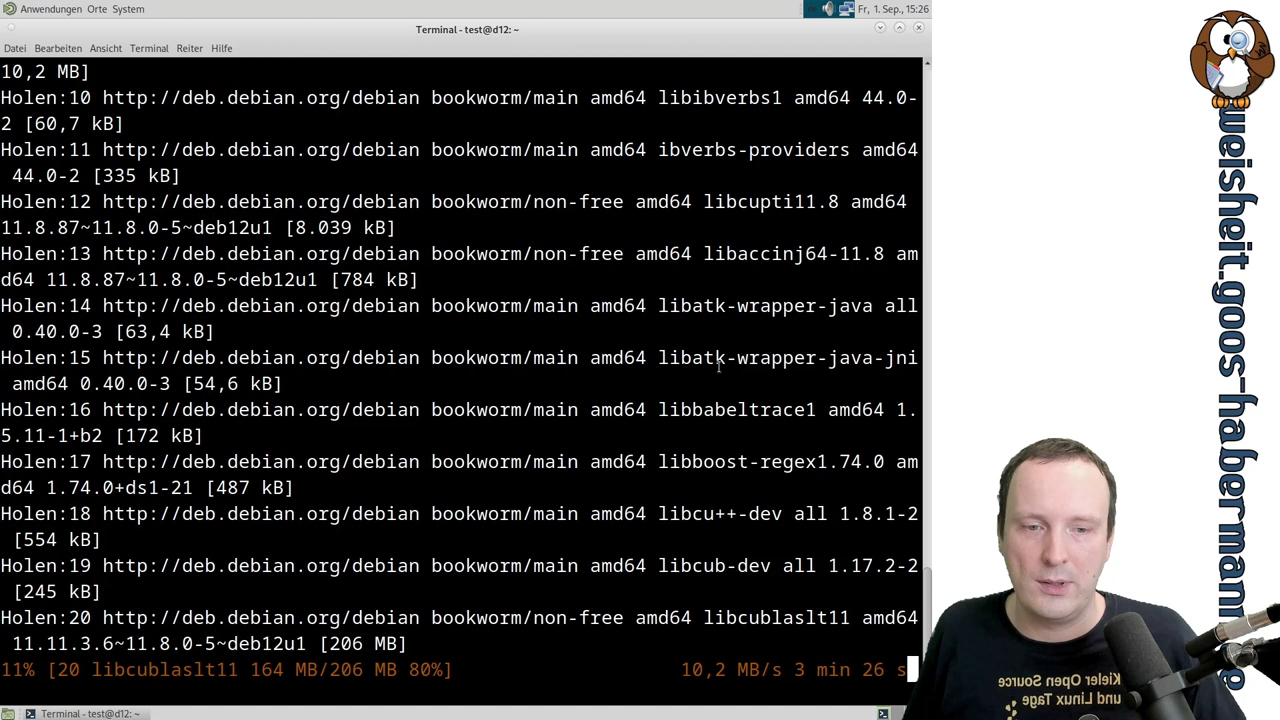 Anwendungen Orte System
Fr, 1. Sep., 15:26
Terminal - test@d12: ~
Datei Bearbeiten Ansicht Terminal Reiter Hilfe
10,2 MB]
Holen:10 http://deb.debian.org/debian bookworm/main amd64 libibverbs1 amd64 44.0-
2 [60,7 kB]
Holen:11 http://deb.debian.org/debian bookworm/main amd64 ibverbs-providers amd64
44.0-2 [335 kB]
Holen:12 http://deb.debian.org/debian bookworm/non-free amd64 libcupti11.8 amd64
11.8.87~11.8.0-5~deb12u1 [8.039 kB]
Holen:13 http://deb.debian.org/debian bookworm/non-free amd64 libaccinj64-11.8 am
d64 11.8.87~11.8.0-5~deb12u1 [784 kB]
Holen:14 http://deb.debian.org/debian bookworm/main amd64 libatk-wrapper-java all
0.40.0-3 [63,4 kB]
Holen:15 http://deb.debian.org/debian bookworm/main amd64 libatk-wrapper-java-jni
amd64 0.40.0-3 [54,6 kB]
Holen:16 http://deb.debian.org/debian bookworm/main amd64 libbabeltrace1 amd64 1.
5.11-1+b2 [172 kB]
Holen:17 http://deb.debian.org/debian bookworm/main amd64 libboost-regex1.74.0 am
d64 1.74.0+ds1-21 [487 kB]
Holen:18 http://deb.debian.org/debian bookworm/main amd64 libcu++-dev all 1.8.1-2
[554 kB]
Holen:19 http://deb.debian.org/debian bookworm/main amd64 libcub-dev all 1.17.2-2
[245 kB]
Holen:20 http://deb.debian.org/debian bookworm/non-free amd64 libcublaslt11 amd64
11.11.3.6~11.8.0-5~deb12u1 [206 MB]
11% [20 libcublaslt11 164 MB/206 MB 80%] 10,2 MB/s 3 min 26 s
Terminal - test@d12: ~
weisheit.goos-habermann.de
Kieler Open Source
und Linux Tage